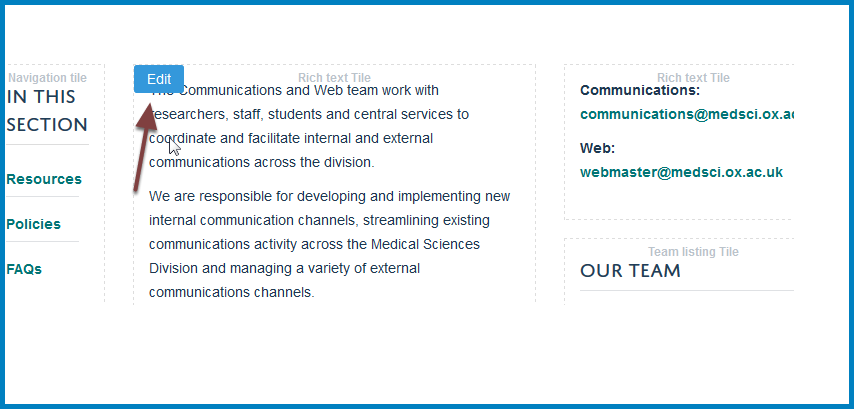 Navigation tile
IN THIS
SECTION
Resources
Policies
FAQs
Edit
Rich text Tile
The Communications and Web team work with
researchers, staff, students and central services to
coordinate and facilitate internal and external
communications across the division.
We are responsible for developing and implementing new
internal communication channels, streamlining existing
communications activity across the Medical Sciences
Division and managing a variety of external
communications channels.
Rich text Tile
Communications:
communications@medsci.ox.ac
Web:
webmaster@medsci.ox.ac.uk
Team listing Tile
OUR TEAM